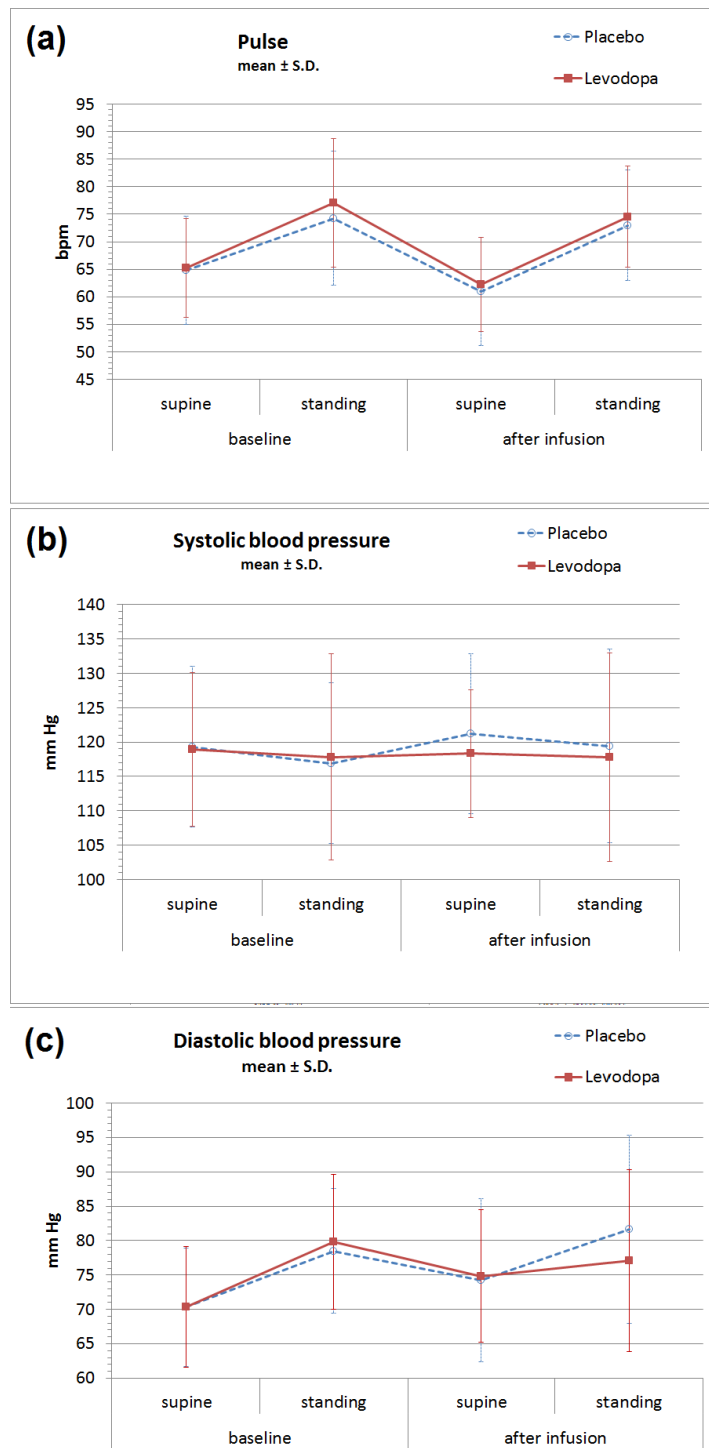 (a)
Pulse
mean ± S.D.
Placebo
Levodopa
95
90
85
80
75
70
65
60
55
50
45
bpm
supine standing supine standing
baseline after infusion
(b)
Systolic blood pressure
mean ± S.D.
Placebo
Levodopa
140
135
130
125
120
115
110
105
100
mm Hg
supine standing supine standing
baseline after infusion
(c)
Diastolic blood pressure
mean ± S.D.
Placebo
Levodopa
100
95
90
85
80
75
70
65
60
mm Hg
supine standing supine standing
baseline after infusion